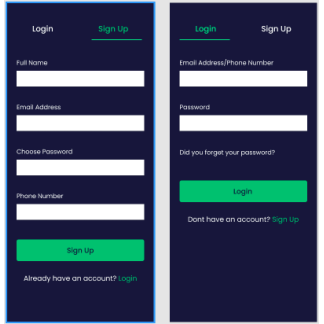 Login Sign Up
Full Name
Email Address
Choose Password
Phone Number
Sign Up
Already have an account? Login
Login Sign Up
Email Address/Phone Number
Password
Did you forget your password?
Login
Dont have an account? Sign Up